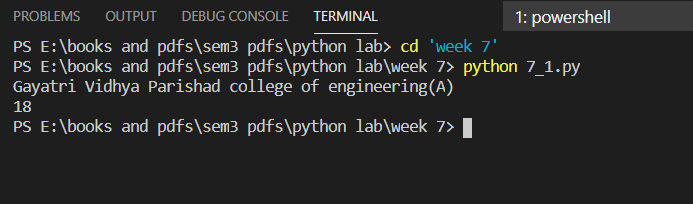 PROBLEMS OUTPUT DEBUG CONSOLE TERMINAL 1: powershell
PS E:\books and pdfs\sem3 pdfs\python lab> cd 'week 7'
PS E:\books and pdfs\sem3 pdfs\python lab\week 7> python 7_1.py
Gayatri Vidhya Parishad college of engineering(A)
18
PS E:\books and pdfs\sem3 pdfs\python lab\week 7>